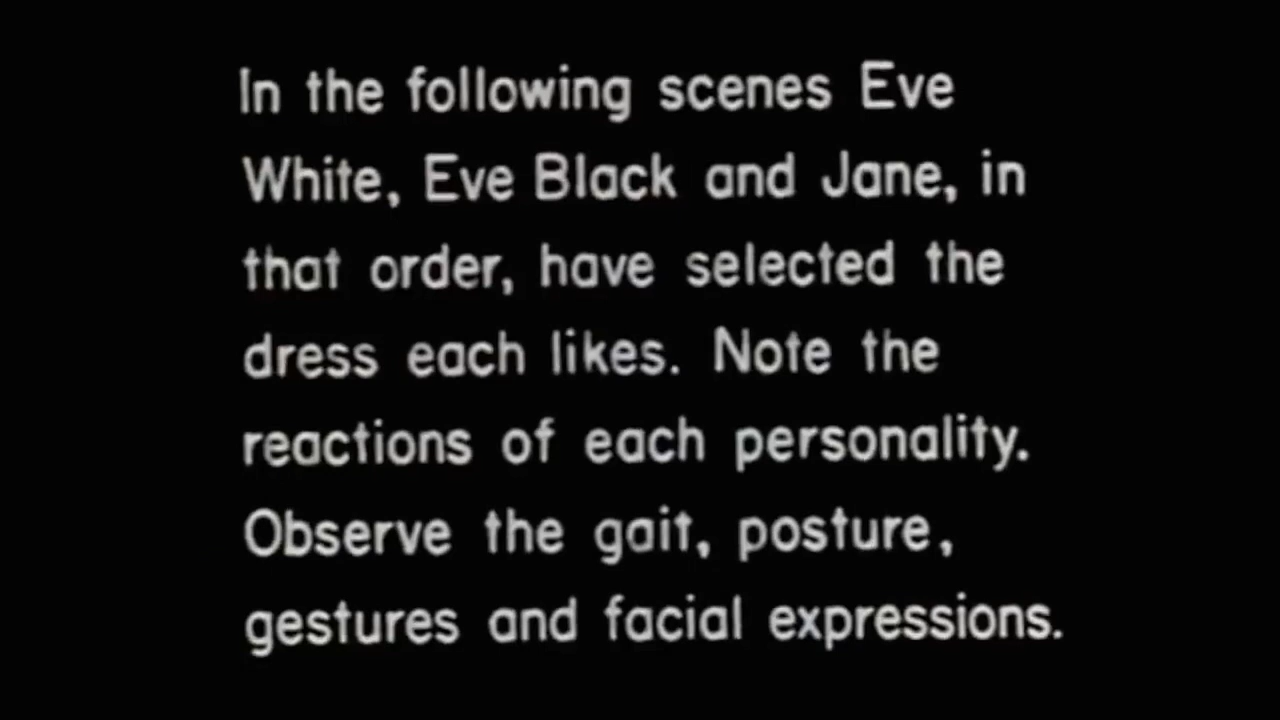 In the following scenes Eve
White, Eve Black and Jane, in
that order, have selected the
dress each likes. Note the
reactions of each personality.
Observe the gait, posture,
gestures and facial expressions.